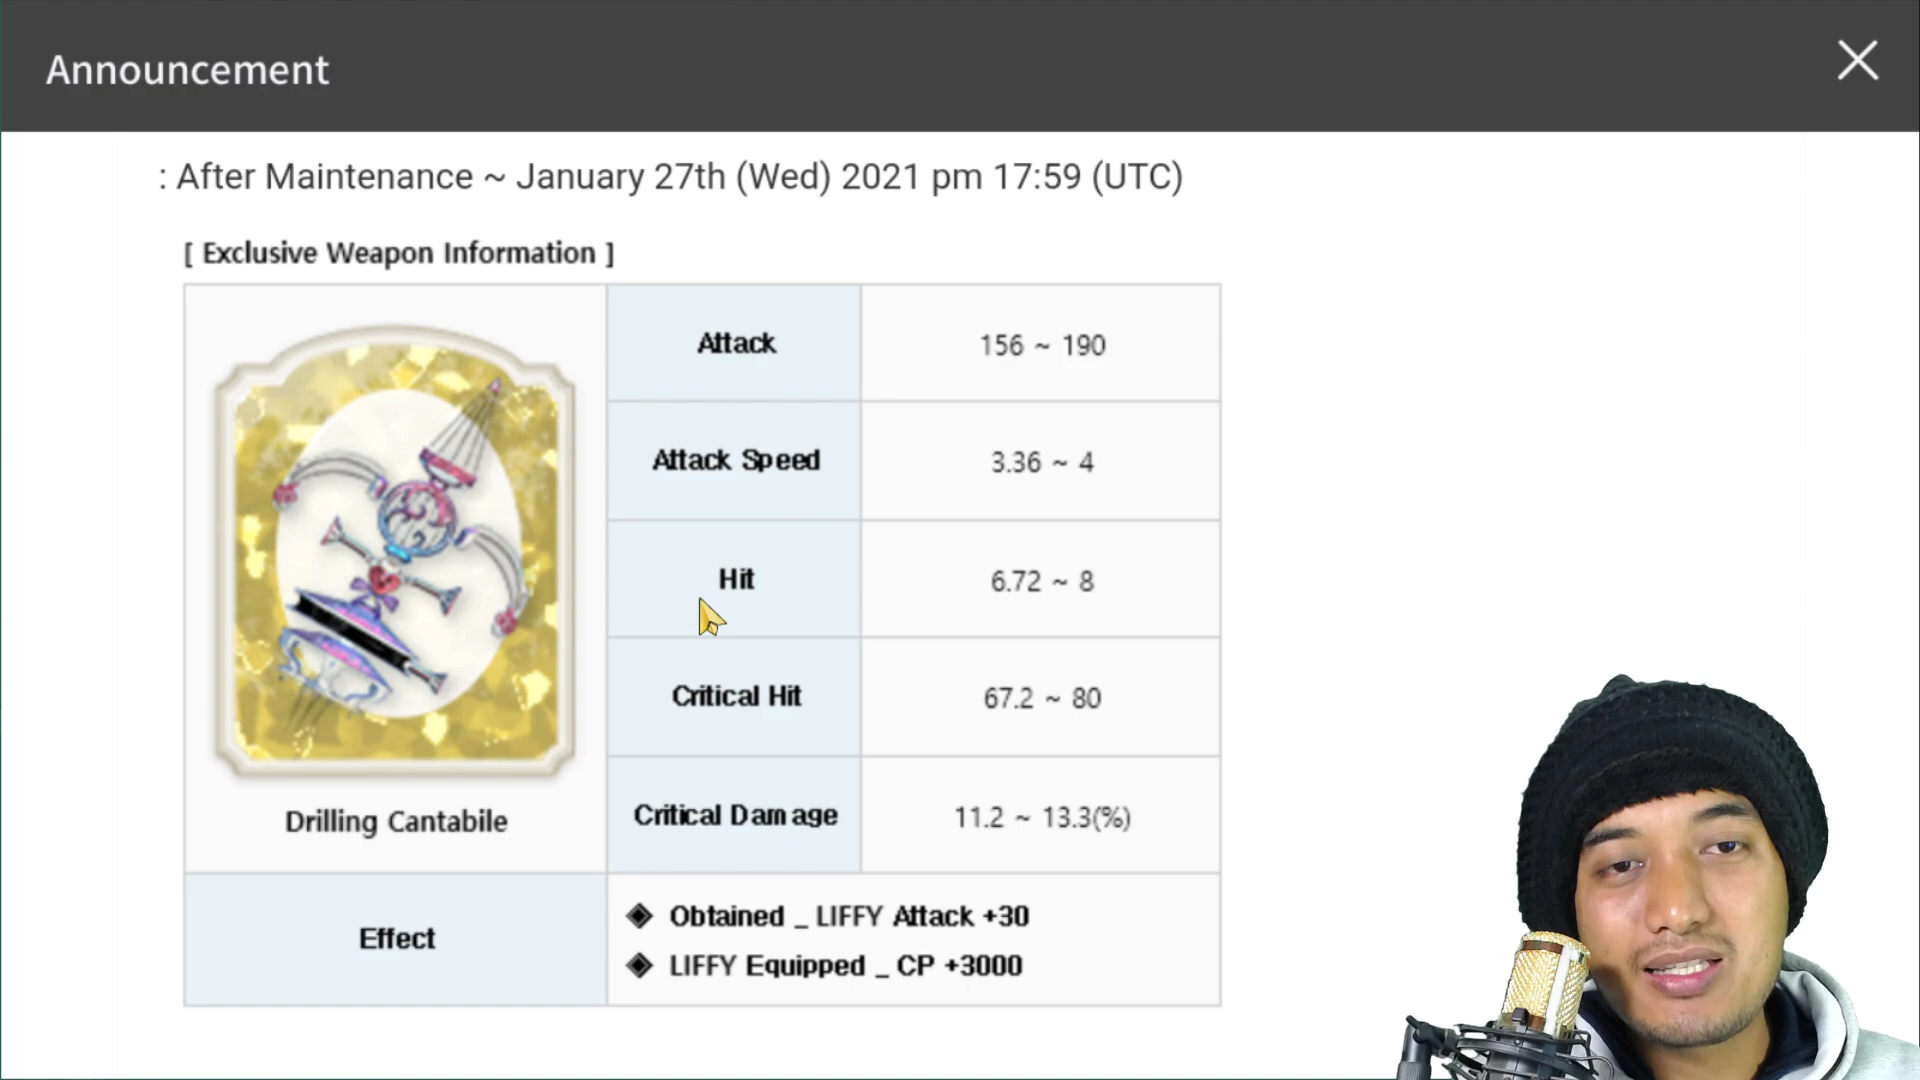 Announcement
: After Maintenance ~ January 27th (Wed) 2021 pm 17:59 (UTC)
[ Exclusive Weapon Information ]
Attack 156 ~ 190
Attack Speed 3.36 ~ 4
Hit 6.72 ~ 8
Critical Hit 67.2 ~ 80
Critical Damage 11.2 ~ 13.3(%)
Drilling Cantabile
Effect
◈ Obtained _ LIFFY Attack +30
◈ LIFFY Equipped _ CP +3000